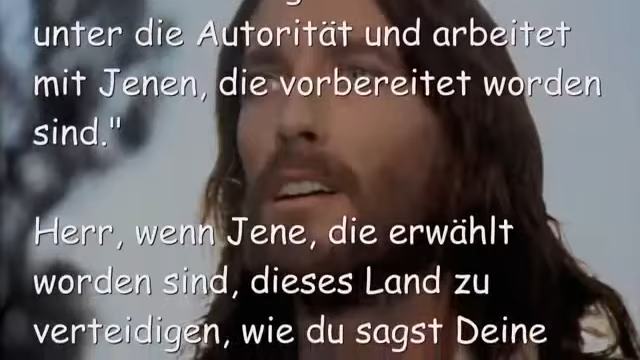 unter die Autorität und arbeitet
mit Jenen, die vorbereitet worden
sind."
Herr, wenn Jene, die erwählt
worden sind, dieses Land zu
verteidigen, wie du sagst Deine